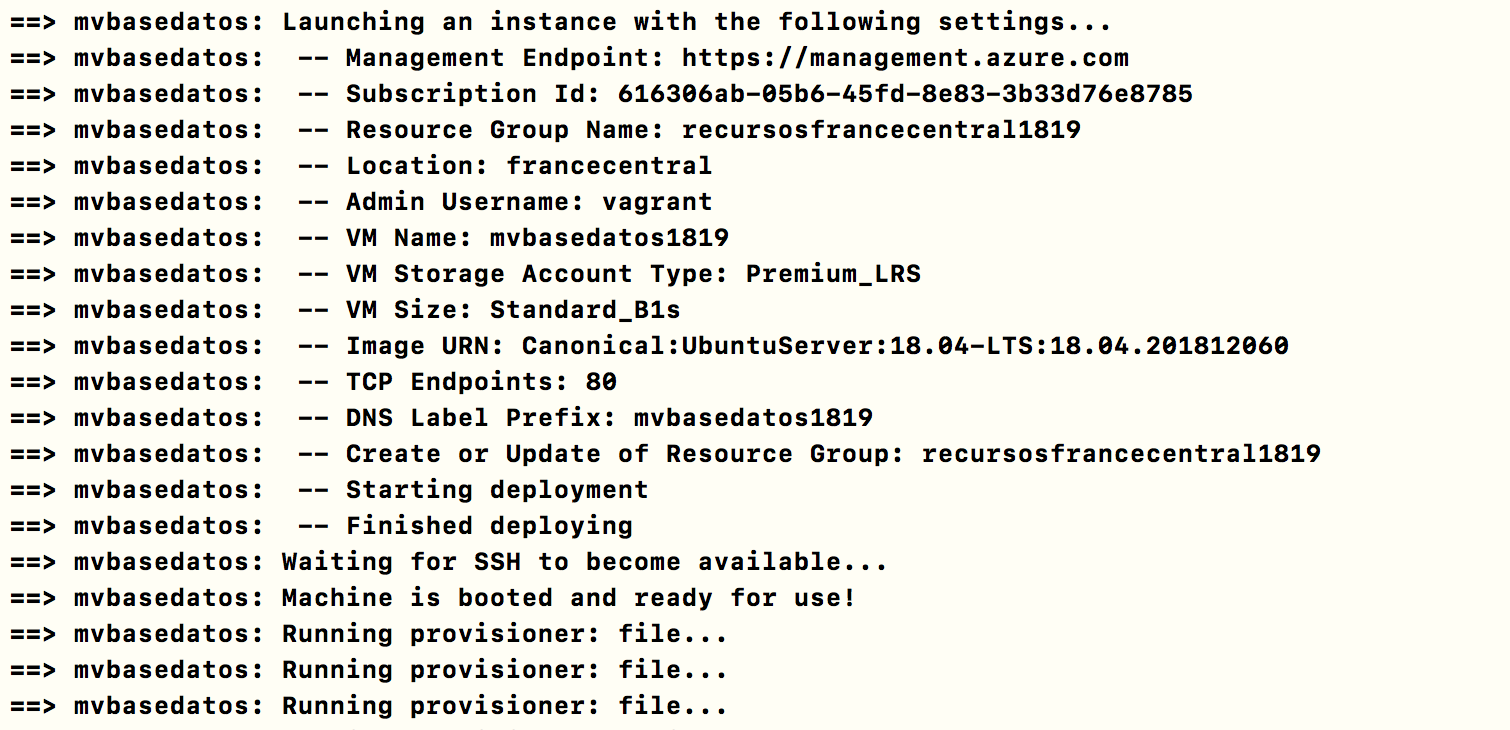 ==> mvbasedatos: Launching an instance with the following settings...
==> mvbasedatos:  -- Management Endpoint: https://management.azure.com
==> mvbasedatos:  -- Subscription Id: 616306ab-05b6-45fd-8e83-3b33d76e8785
==> mvbasedatos:  -- Resource Group Name: recursosfrancecentral1819
==> mvbasedatos:  -- Location: francecentral
==> mvbasedatos:  -- Admin Username: vagrant
==> mvbasedatos:  -- VM Name: mvbasedatos1819
==> mvbasedatos:  -- VM Storage Account Type: Premium_LRS
==> mvbasedatos:  -- VM Size: Standard_B1s
==> mvbasedatos:  -- Image URN: Canonical:UbuntuServer:18.04-LTS:18.04.201812060
==> mvbasedatos:  -- TCP Endpoints: 80
==> mvbasedatos:  -- DNS Label Prefix: mvbasedatos1819
==> mvbasedatos:  -- Create or Update of Resource Group: recursosfrancecentral1819
==> mvbasedatos:  -- Starting deployment
==> mvbasedatos:  -- Finished deploying
==> mvbasedatos: Waiting for SSH to become available...
==> mvbasedatos: Machine is booted and ready for use!
==> mvbasedatos: Running provisioner: file...
==> mvbasedatos: Running provisioner: file...
==> mvbasedatos: Running provisioner: file...